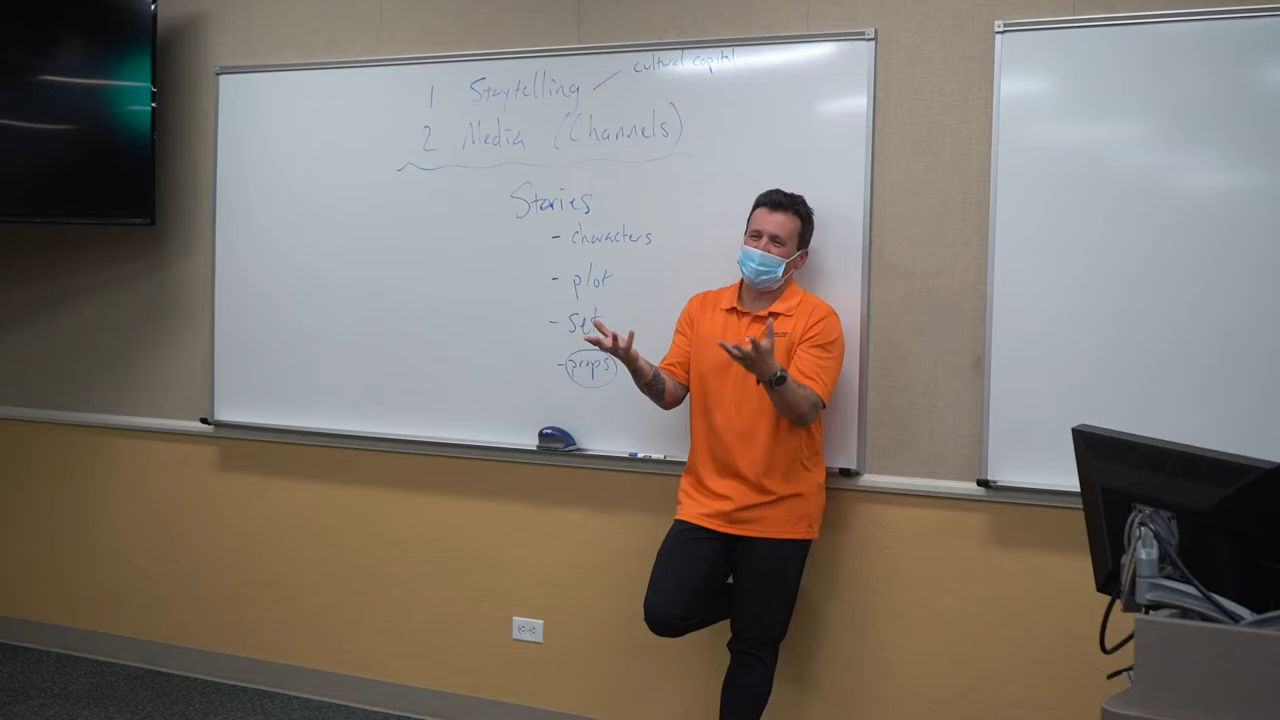 1 Storytelling / cultural capital
2 Media (Channels)
Stories
- characters
- plot
- set
- props